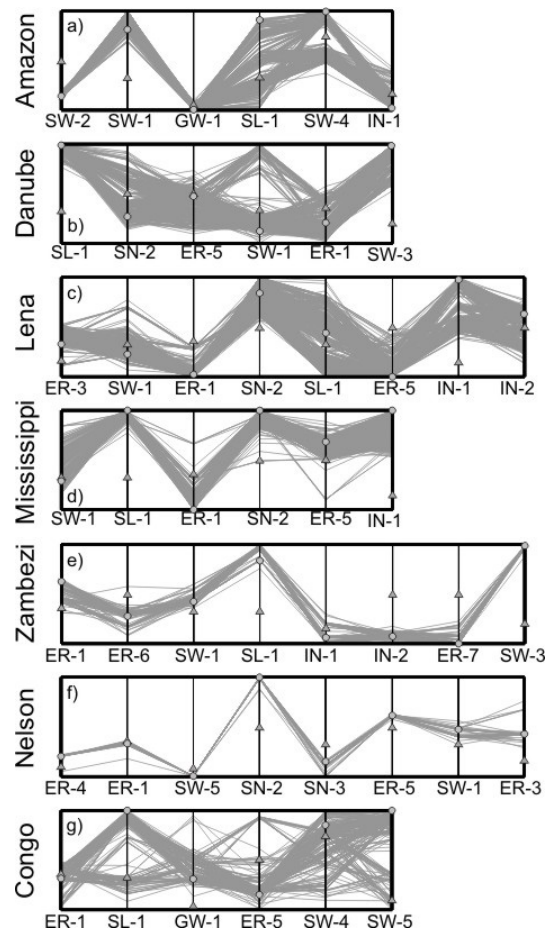 Amazon
a)
SW-2 SW-1 GW-1 SL-1 SW-4 IN-1
Danube
b)
SL-1 SN-2 ER-5 SW-1 ER-1 SW-3
Lena
c)
ER-3 SW-1 ER-1 SN-2 SL-1 ER-5 IN-1 IN-2
Mississippi
d)
SW-1 SL-1 ER-1 SN-2 ER-5 IN-1
Zambezi
e)
ER-1 ER-6 SW-1 SL-1 IN-1 IN-2 ER-7 SW-3
Nelson
f)
ER-4 ER-1 SW-5 SN-2 SN-3 ER-5 SW-1 ER-3
Congo
g)
ER-1 SL-1 GW-1 ER-5 SW-4 SW-5